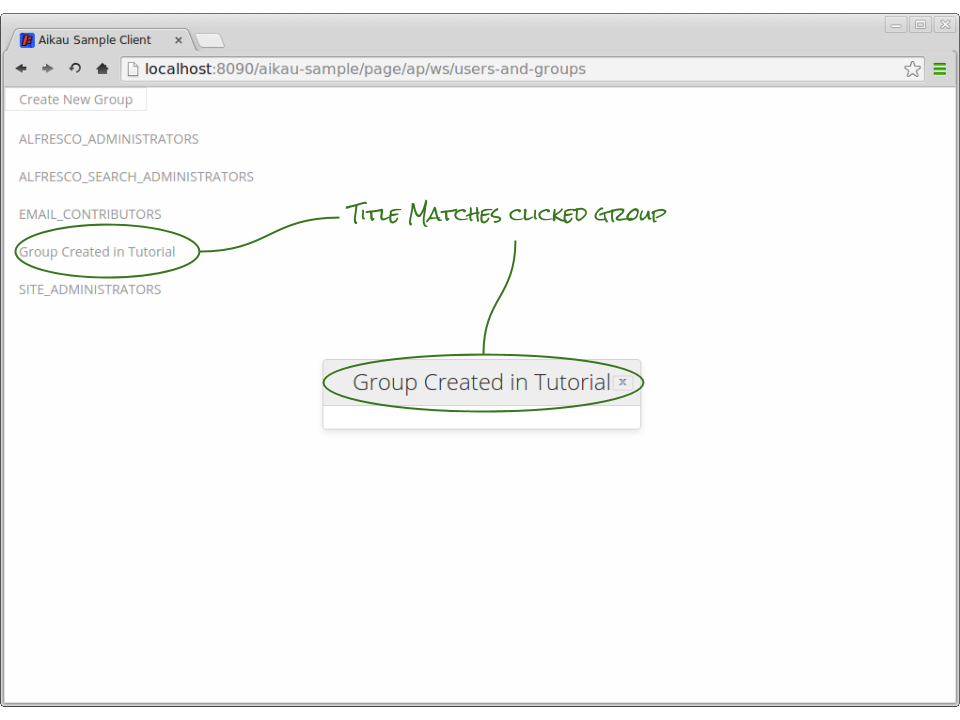 Aikau Sample Client
localhost:8090/aikau-sample/page/ap/ws/users-and-groups
Create New Group
ALFRESCO_ADMINISTRATORS
ALFRESCO_SEARCH_ADMINISTRATORS
EMAIL_CONTRIBUTORS
Title Matches clicked group
Group Created in Tutorial
SITE_ADMINISTRATORS
Group Created in Tutorial